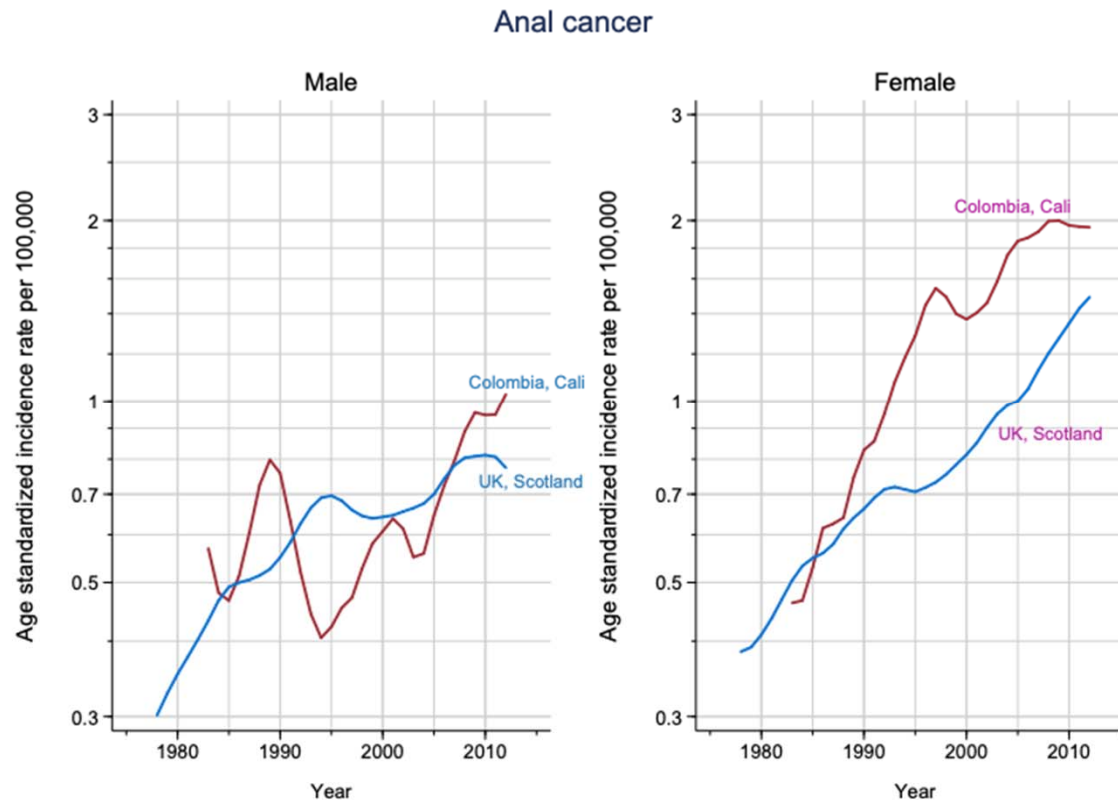 Anal cancer
Male
Age standardized incidence rate per 100,000
3
2
1
0.7
0.5
0.3
Colombia, Cali
UK, Scotland
1980 1990 2000 2010
Year
Female
Age standardized incidence rate per 100,000
3
2
1
0.7
0.5
0.3
Colombia, Cali
UK, Scotland
1980 1990 2000 2010
Year